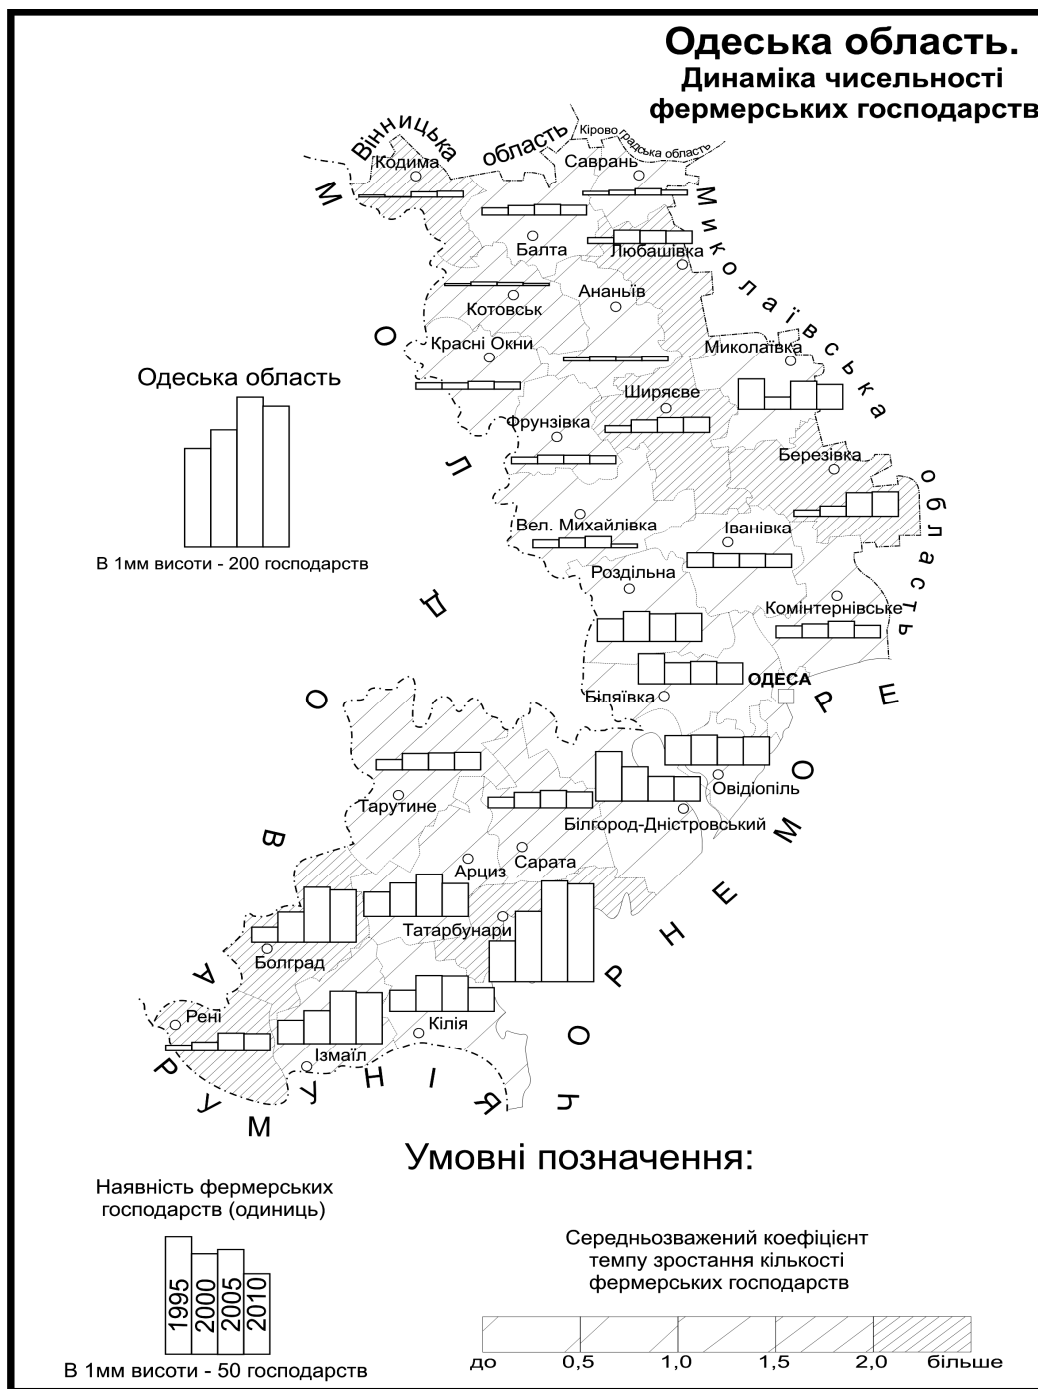 Одеська область.
Динаміка чисельності
фермерських господарств
Вінницька область
Кіровоградська область
Миколаївська область
МОЛДОВА
РУМУНІЯ
ЧОРНЕ МОРЕ
Кодима
Саврань
Балта
Любашівка
Котовськ
Ананьїв
Красні Окни
Миколаївка
Ширяєве
Фрунзівка
Березівка
Вел. Михайлівка
Іванівка
Роздільна
Комінтернівське
ОДЕСА
Біляївка
Овідіополь
Тарутине
Білгород-Дністровський
Арциз
Сарата
Татарбунари
Болград
Рені
Кілія
Ізмаїл
Одеська область
В 1мм висоти - 200 господарств
Умовні позначення:
Наявність фермерських
господарств (одиниць)
1995
2000
2005
2010
В 1мм висоти - 50 господарств
Середньозважений коефіцієнт
темпу зростання кількості
фермерських господарств
до 0,5 1,0 1,5 2,0 більше